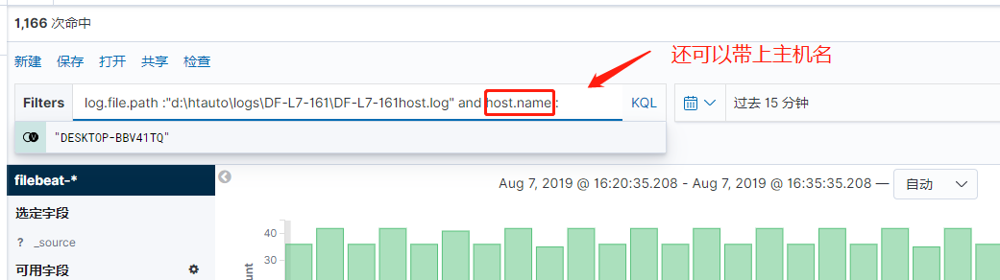 1,166 次命中
还可以带上主机名
新建 保存 打开 共享 检查
Filters log.file.path :"d:\htauto\logs\DF-L7-161\DF-L7-161host.log" and host.name : KQL 过去 15 分钟
"DESKTOP-BBV41TQ"
filebeat-*
Aug 7, 2019 @ 16:20:35.208 - Aug 7, 2019 @ 16:35:35.208 — 自动
选定字段
? _source
可用字段
40
30
ount